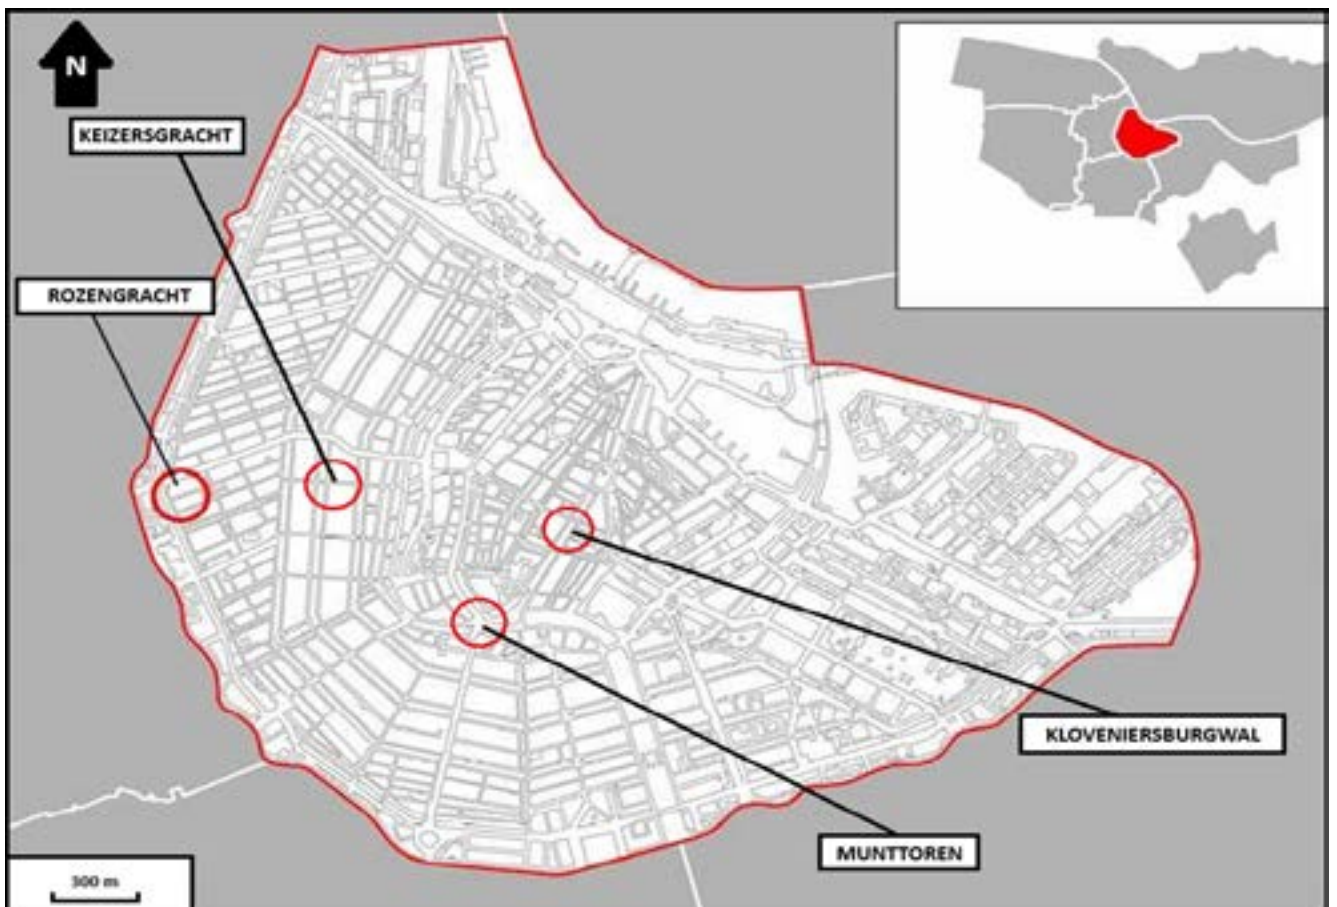 N
KEIZERSGRACHT
ROZENGRACHT
KLOVENIERSBURGWAL
MUNTTOREN
300 m